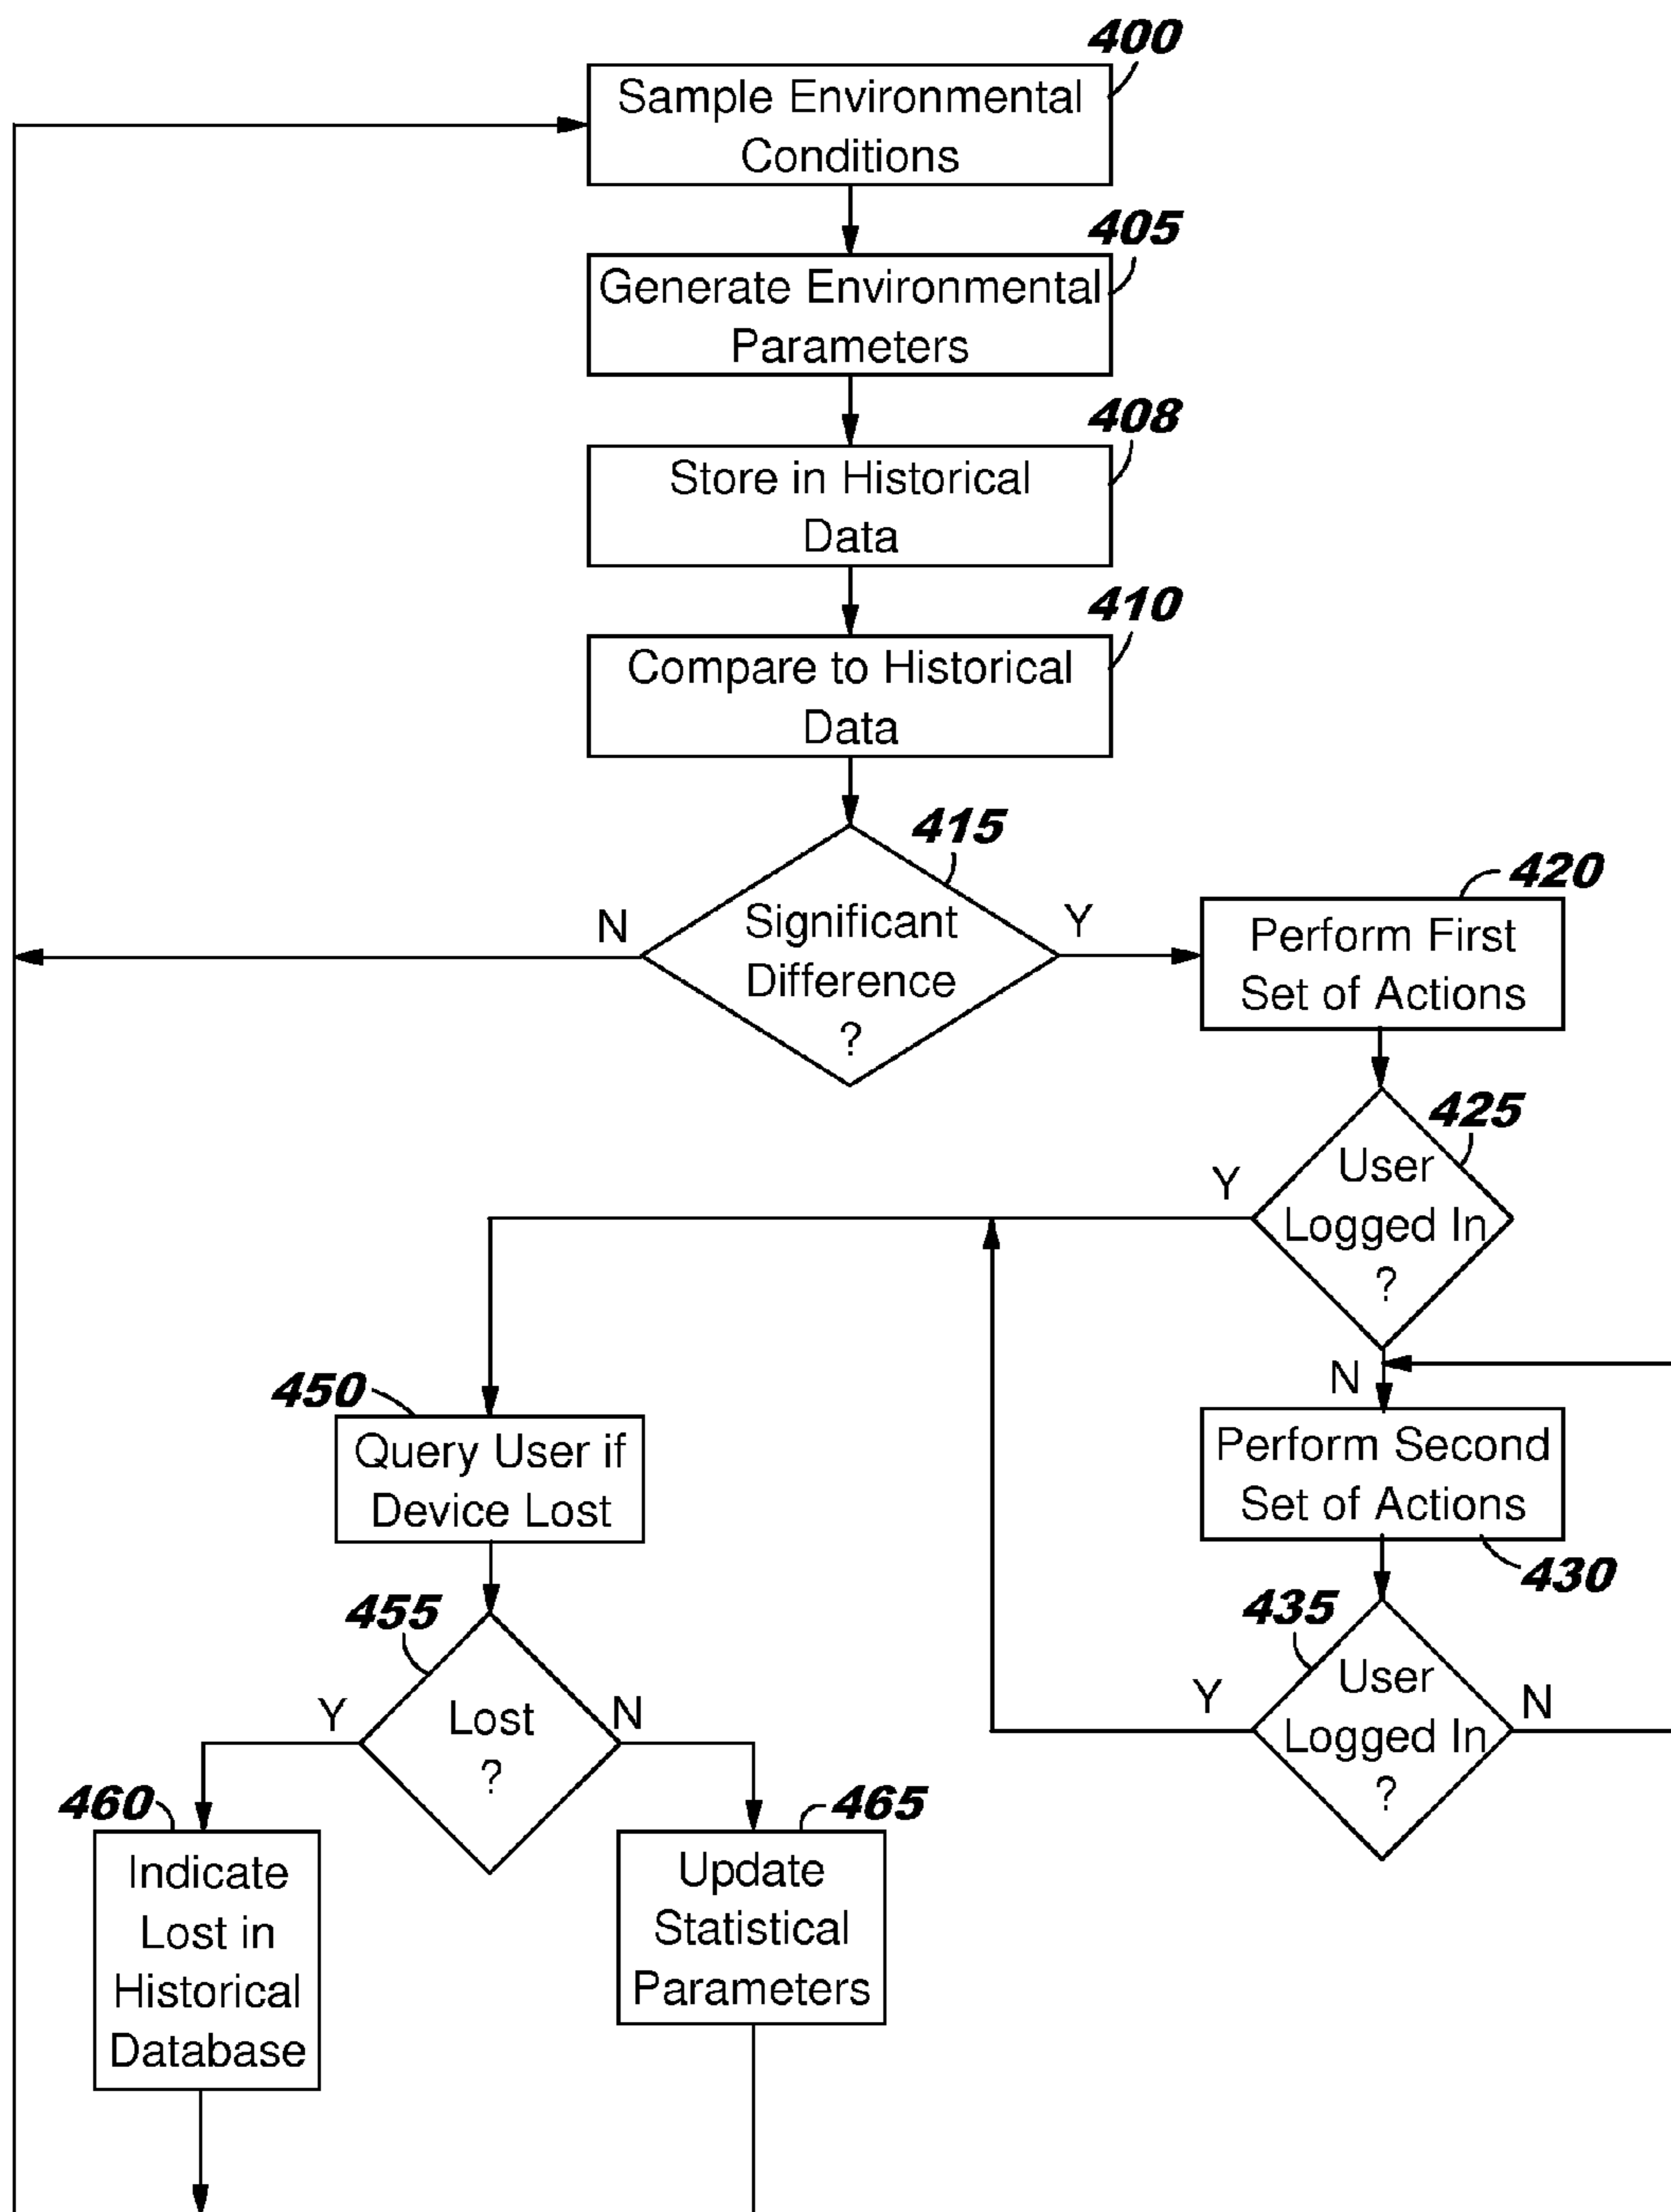 400
Sample Environmental
Conditions
405
Generate Environmental
Parameters
408
Store in Historical
Data
410
Compare to Historical
Data
415
Significant
Difference
?
N
Y
420
Perform First
Set of Actions
425
User
Logged In
?
Y
N
430
Perform Second
Set of Actions
435
User
Logged In
?
Y
N
450
Query User if
Device Lost
455
Lost
?
Y
N
460
Indicate
Lost in
Historical
Database
465
Update
Statistical
Parameters